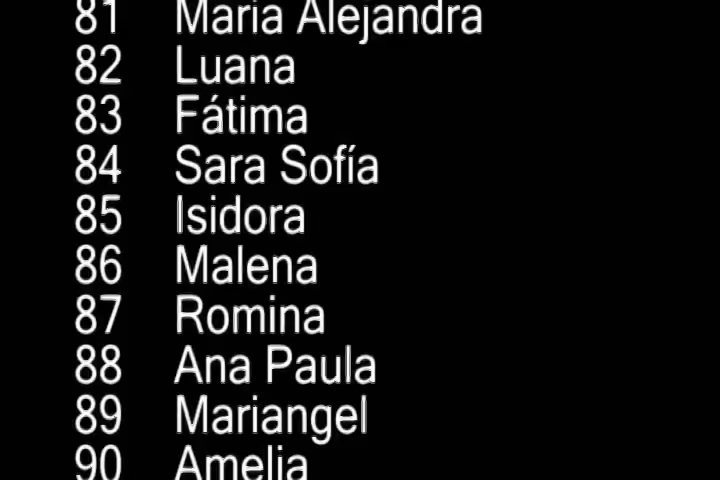 81 Maria Alejandra
82 Luana
83 Fátima
84 Sara Sofía
85 Isidora
86 Malena
87 Romina
88 Ana Paula
89 Mariangel
90 Amelia